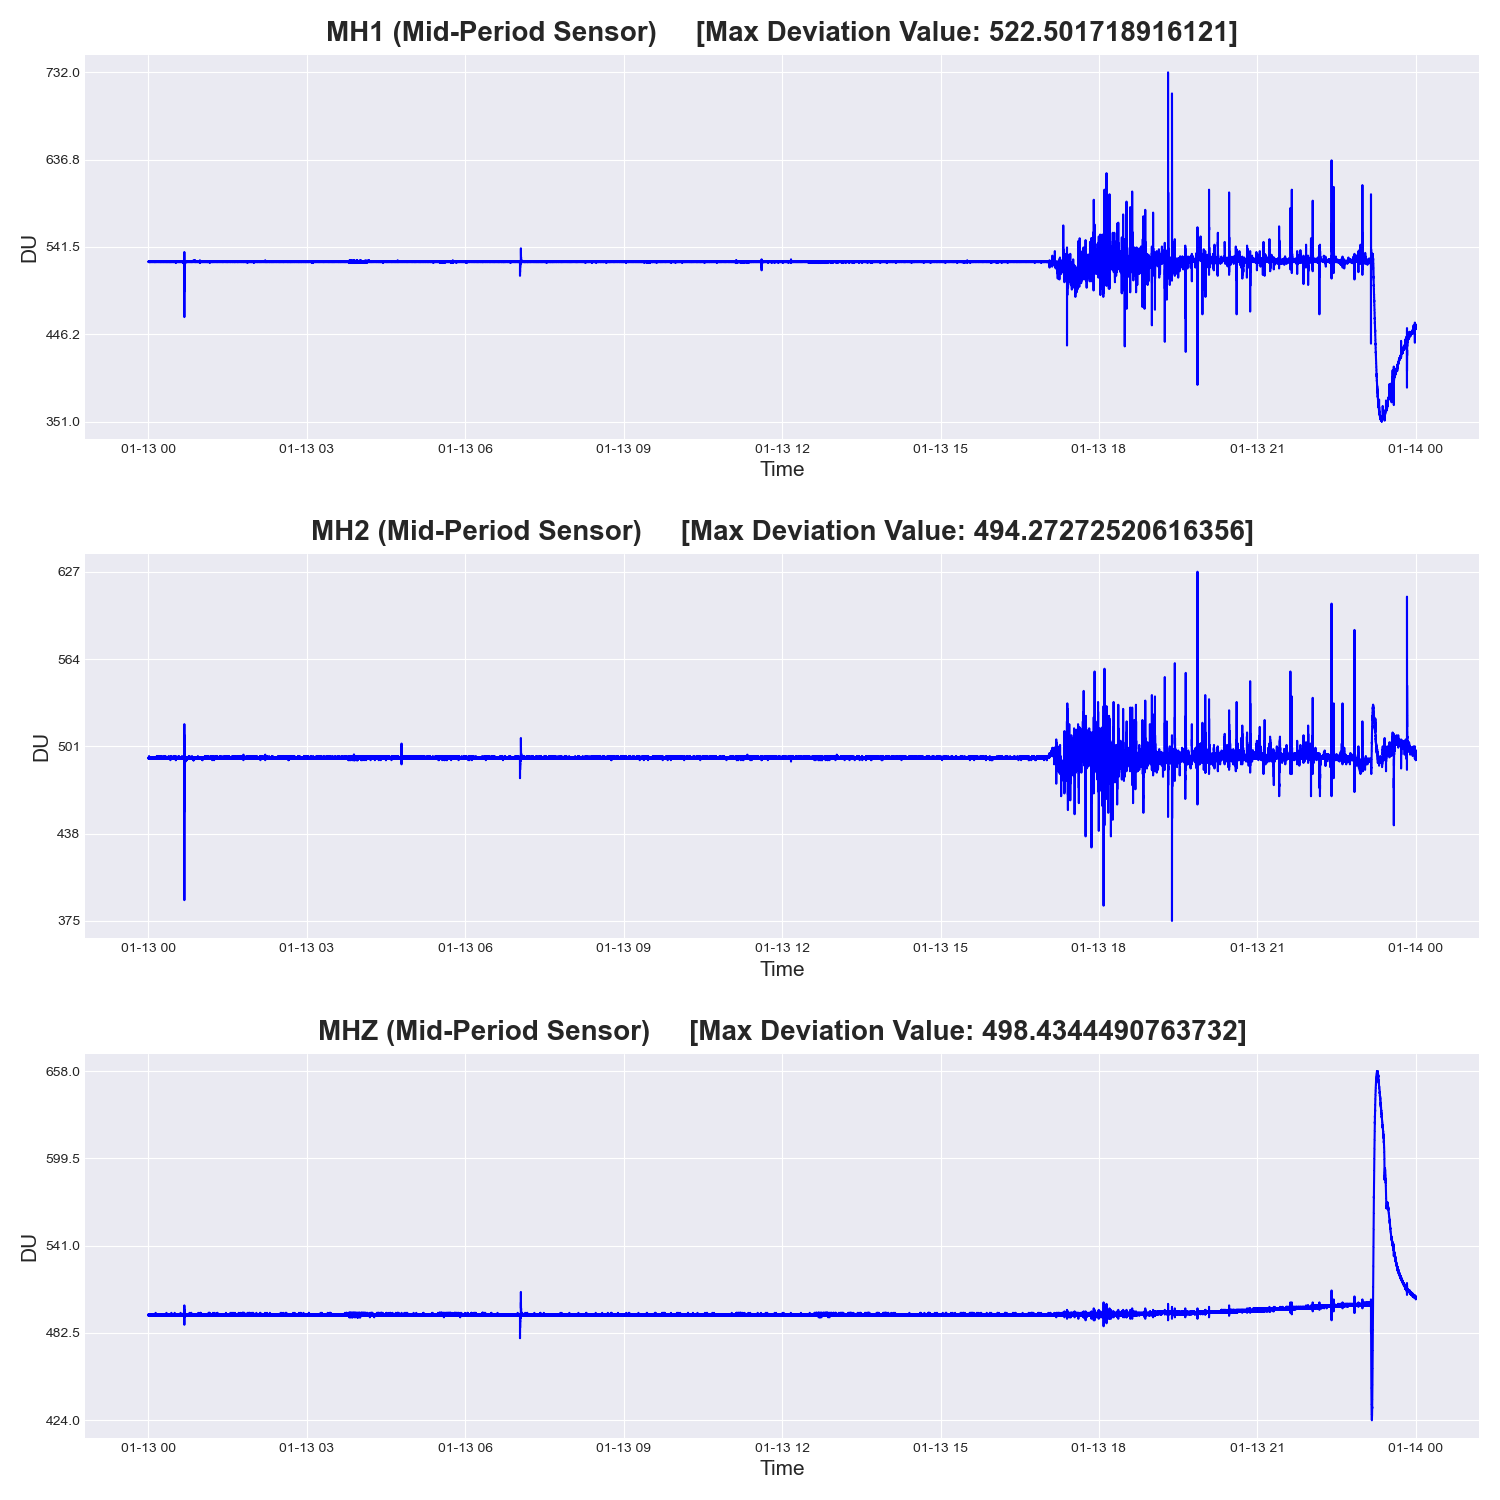 MH1 (Mid-Period Sensor) [Max Deviation Value: 522.501718916121]
732.0
636.8
541.5
446.2
351.0
DU
01-13 00 01-13 03 01-13 06 01-13 09 01-13 12 01-13 15 01-13 18 01-13 21 01-14 00
Time
MH2 (Mid-Period Sensor) [Max Deviation Value: 494.27272520616356]
627
564
501
438
375
DU
01-13 00 01-13 03 01-13 06 01-13 09 01-13 12 01-13 15 01-13 18 01-13 21 01-14 00
Time
MHZ (Mid-Period Sensor) [Max Deviation Value: 498.4344490763732]
658.0
599.5
541.0
482.5
424.0
DU
01-13 00 01-13 03 01-13 06 01-13 09 01-13 12 01-13 15 01-13 18 01-13 21 01-14 00
Time